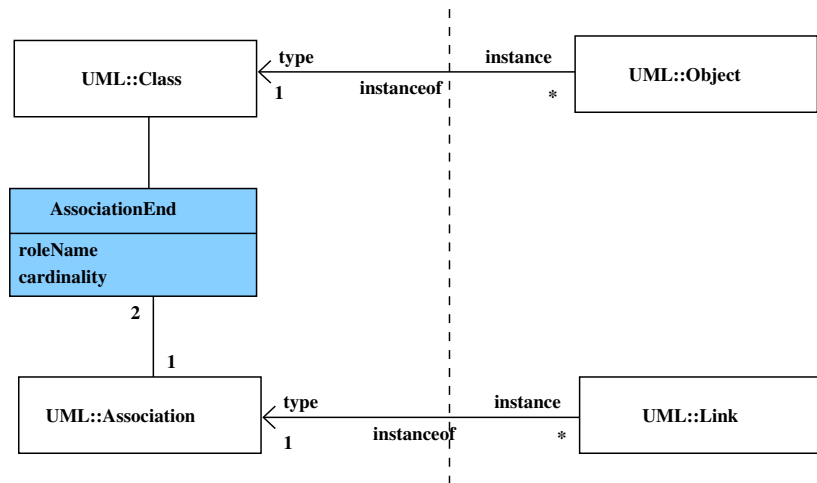 type
instance
UML::Class
UML::Object
1
instanceof
*
AssociationEnd
roleName
cardinality
2
1
type
instance
UML::Association
UML::Link
1
instanceof
*